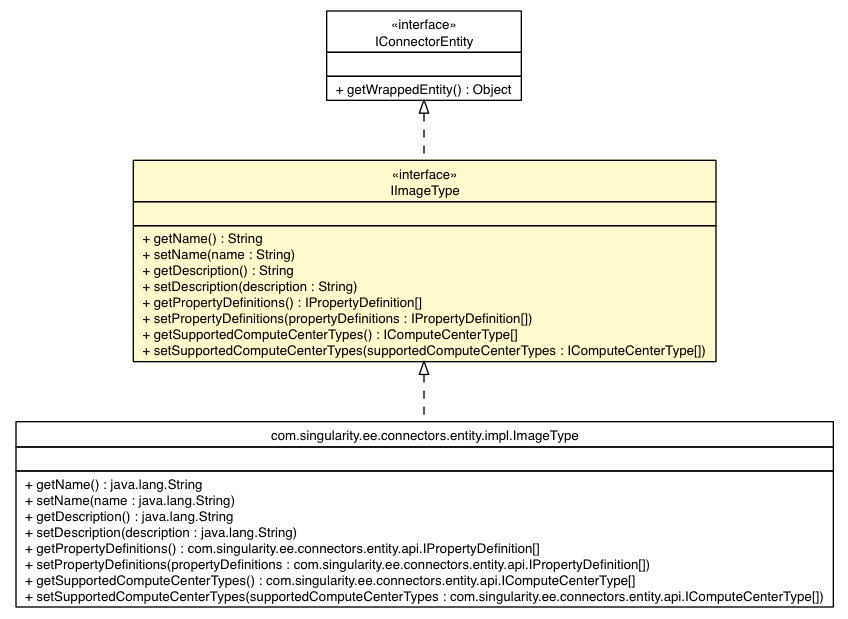 «interface»
IConnectorEntity
+ getWrappedEntity() : Object
«interface»
IImageType
+ getName() : String
+ setName(name : String)
+ getDescription() : String
+ setDescription(description : String)
+ getPropertyDefinitions() : IPropertyDefinition[]
+ setPropertyDefinitions(propertyDefinitions : IPropertyDefinition[])
+ getSupportedComputeCenterTypes() : IComputeCenterType[]
+ setSupportedComputeCenterTypes(supportedComputeCenterTypes : IComputeCenterType[])
com.singularity.ee.connectors.entity.impl.ImageType
+ getName() : java.lang.String
+ setName(name : java.lang.String)
+ getDescription() : java.lang.String
+ setDescription(description : java.lang.String)
+ getPropertyDefinitions() : com.singularity.ee.connectors.entity.api.IPropertyDefinition[]
+ setPropertyDefinitions(propertyDefinitions : com.singularity.ee.connectors.entity.api.IPropertyDefinition[])
+ getSupportedComputeCenterTypes() : com.singularity.ee.connectors.entity.api.IComputeCenterType[]
+ setSupportedComputeCenterTypes(supportedComputeCenterTypes : com.singularity.ee.connectors.entity.api.IComputeCenterType[])